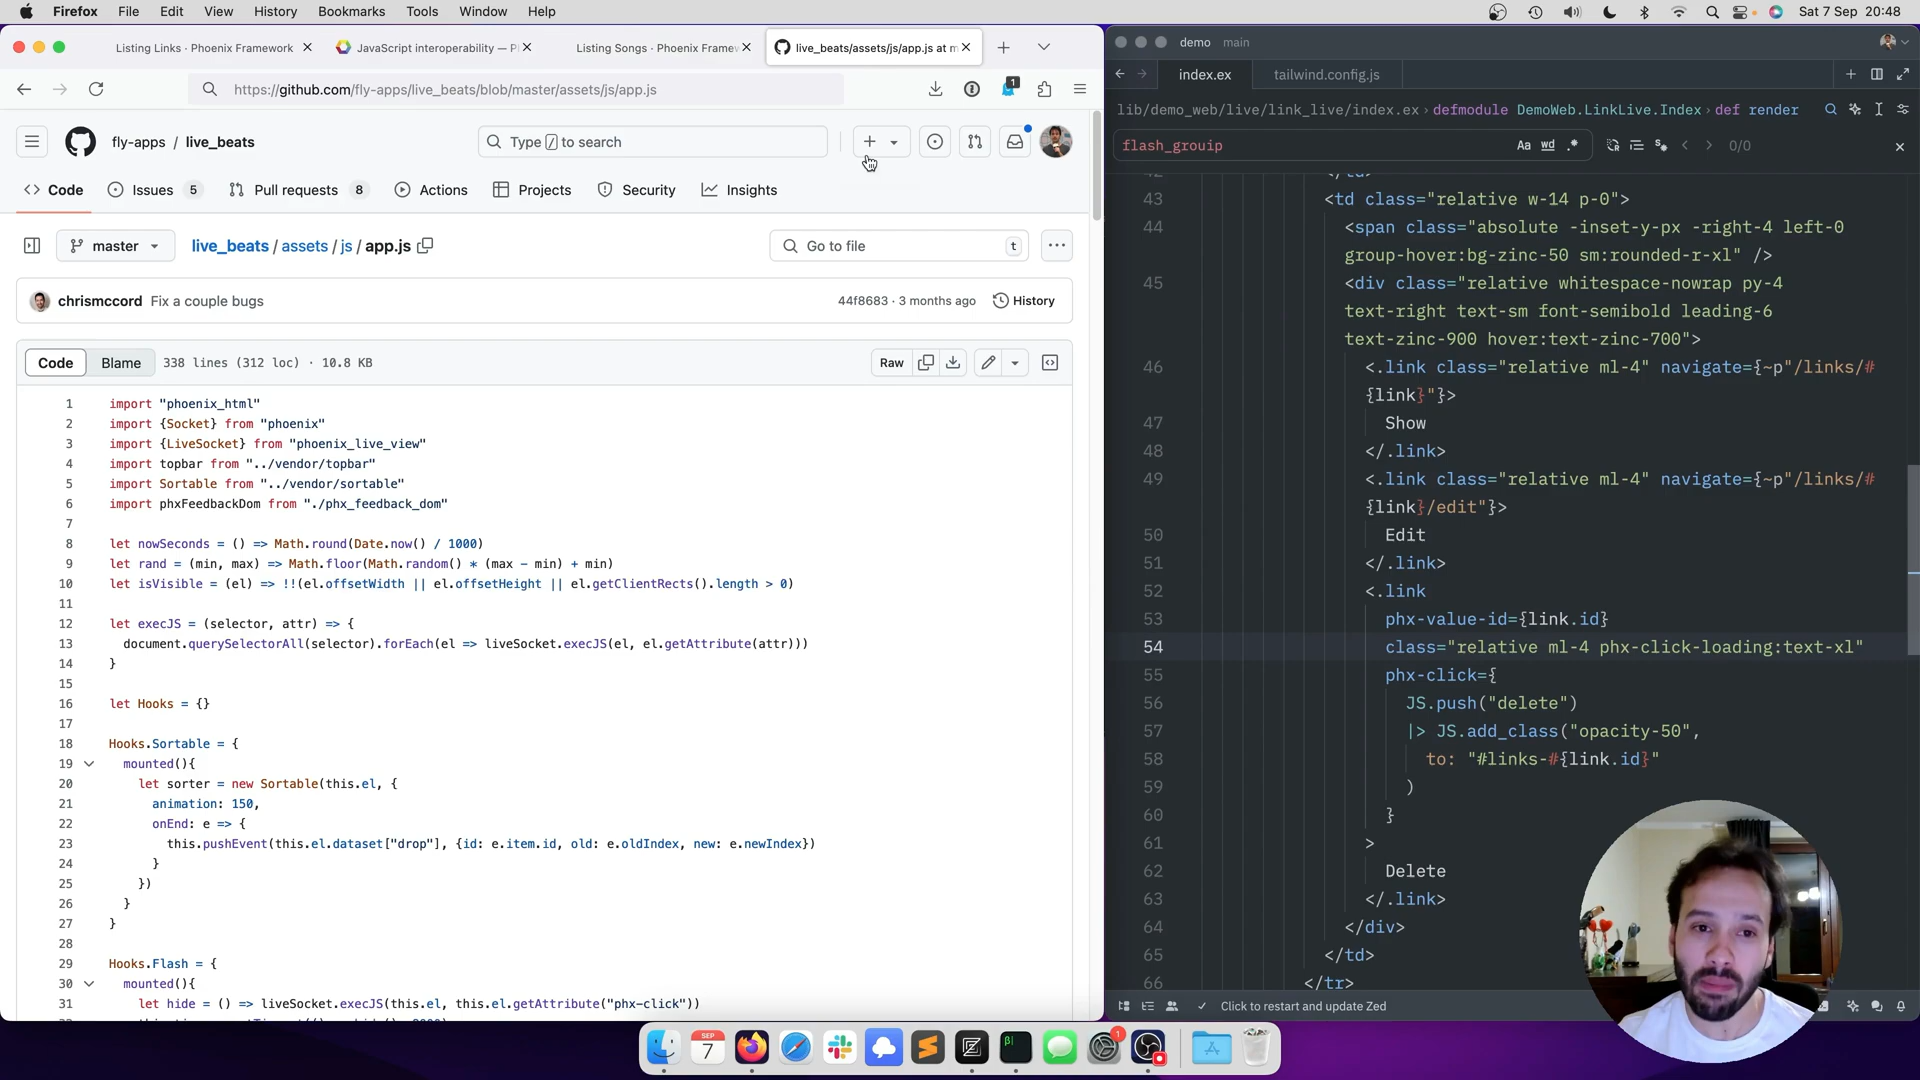 Firefox File Edit View History Bookmarks Tools Window Help
Sat 7 Sep 20:48
Listing Links · Phoenix Framework
JavaScript interoperability — P
Listing Songs · Phoenix Framew
live_beats/assets/js/app.js at m
https://github.com/fly-apps/live_beats/blob/master/assets/js/app.js
1
fly-apps / live_beats
Type / to search
Code
Issues 5
Pull requests 8
Actions
Projects
Security
Insights
master
live_beats / assets / js / app.js
Go to file t
chrismccord Fix a couple bugs
44f8683 · 3 months ago
History
Code Blame 338 lines (312 loc) · 10.8 KB
Raw
1 import "phoenix_html"
2 import {Socket} from "phoenix"
3 import {LiveSocket} from "phoenix_live_view"
4 import topbar from "../vendor/topbar"
5 import Sortable from "../vendor/sortable"
6 import phxFeedbackDom from "./phx_feedback_dom"
7
8 let nowSeconds = () => Math.round(Date.now() / 1000)
9 let rand = (min, max) => Math.floor(Math.random() * (max - min) + min)
10 let isVisible = (el) => !!(el.offsetWidth || el.offsetHeight || el.getClientRects().length > 0)
11
12 let execJS = (selector, attr) => {
13 document.querySelectorAll(selector).forEach(el => liveSocket.execJS(el, el.getAttribute(attr)))
14 }
15
16 let Hooks = {}
17
18 Hooks.Sortable = {
19 mounted(){
20 let sorter = new Sortable(this.el, {
21 animation: 150,
22 onEnd: e => {
23 this.pushEvent(this.el.dataset["drop"], {id: e.item.id, old: e.oldIndex, new: e.newIndex})
24 }
25 })
26 }
27 }
28
29 Hooks.Flash = {
30 mounted(){
31 let hide = () => liveSocket.execJS(this.el, this.el.getAttribute("phx-click"))
demo main
index.ex
tailwind.config.js
lib/demo_web/live/link_live/index.ex › defmodule DemoWeb.LinkLive.Index › def render
flash_grouip
Aa wd .* 0/0
43 <td class="relative w-14 p-0">
44 <span class="absolute -inset-y-px -right-4 left-0
group-hover:bg-zinc-50 sm:rounded-r-xl" />
45 <div class="relative whitespace-nowrap py-4
text-right text-sm font-semibold leading-6
text-zinc-900 hover:text-zinc-700">
46 <.link class="relative ml-4" navigate={~p"/links/#
{link}"}>
47 Show
48 </.link>
49 <.link class="relative ml-4" navigate={~p"/links/#
{link}/edit"}>
50 Edit
51 </.link>
52 <.link
53 phx-value-id={link.id}
54 class="relative ml-4 phx-click-loading:text-xl"
55 phx-click={
56 JS.push("delete")
57 |> JS.add_class("opacity-50",
58 to: "#links-#{link.id}"
59 )
60 }
61 >
62 Delete
63 </.link>
64 </div>
65 </td>
66 </tr>
Click to restart and update Zed
SEP
7
1